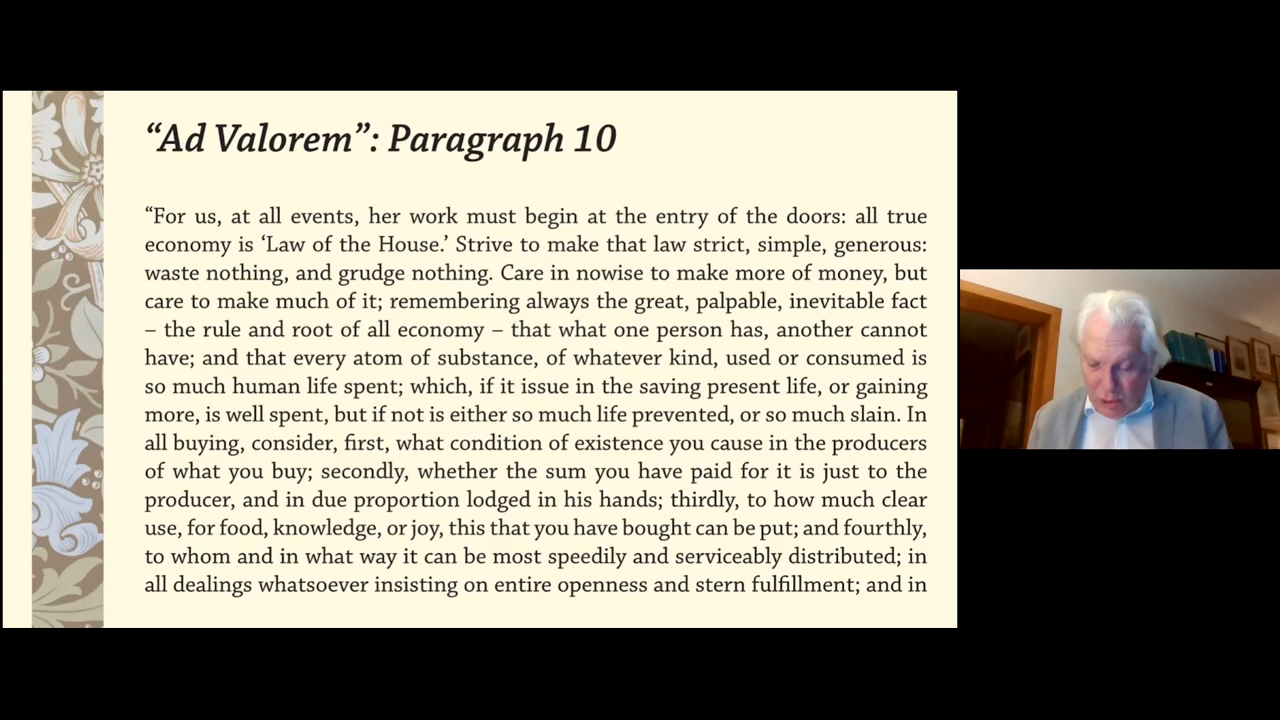 “Ad Valorem”: Paragraph 10
“For us, at all events, her work must begin at the entry of the doors: all true
economy is ‘Law of the House.’ Strive to make that law strict, simple, generous:
waste nothing, and grudge nothing. Care in nowise to make more of money, but
care to make much of it; remembering always the great, palpable, inevitable fact
– the rule and root of all economy – that what one person has, another cannot
have; and that every atom of substance, of whatever kind, used or consumed is
so much human life spent; which, if it issue in the saving present life, or gaining
more, is well spent, but if not is either so much life prevented, or so much slain. In
all buying, consider, first, what condition of existence you cause in the producers
of what you buy; secondly, whether the sum you have paid for it is just to the
producer, and in due proportion lodged in his hands; thirdly, to how much clear
use, for food, knowledge, or joy, this that you have bought can be put; and fourthly,
to whom and in what way it can be most speedily and serviceably distributed; in
all dealings whatsoever insisting on entire openness and stern fulfillment; and in